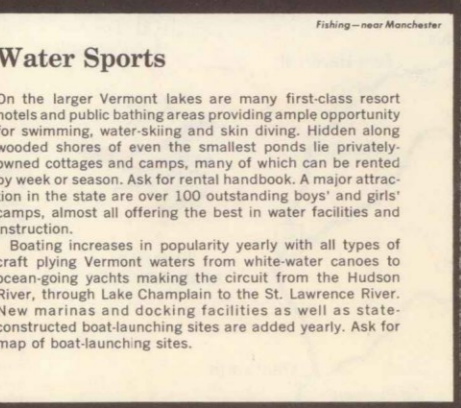 Fishing—near Manchester
Water Sports
On the larger Vermont lakes are many first-class resort
hotels and public bathing areas providing ample opportunity
for swimming, water-skiing and skin diving. Hidden along
wooded shores of even the smallest ponds lie privately-
owned cottages and camps, many of which can be rented
by week or season. Ask for rental handbook. A major attrac-
tion in the state are over 100 outstanding boys' and girls'
camps, almost all offering the best in water facilities and
instruction.
Boating increases in popularity yearly with all types of
craft plying Vermont waters from white-water canoes to
ocean-going yachts making the circuit from the Hudson
River, through Lake Champlain to the St. Lawrence River.
New marinas and docking facilities as well as state-
constructed boat-launching sites are added yearly. Ask for
map of boat-launching sites.